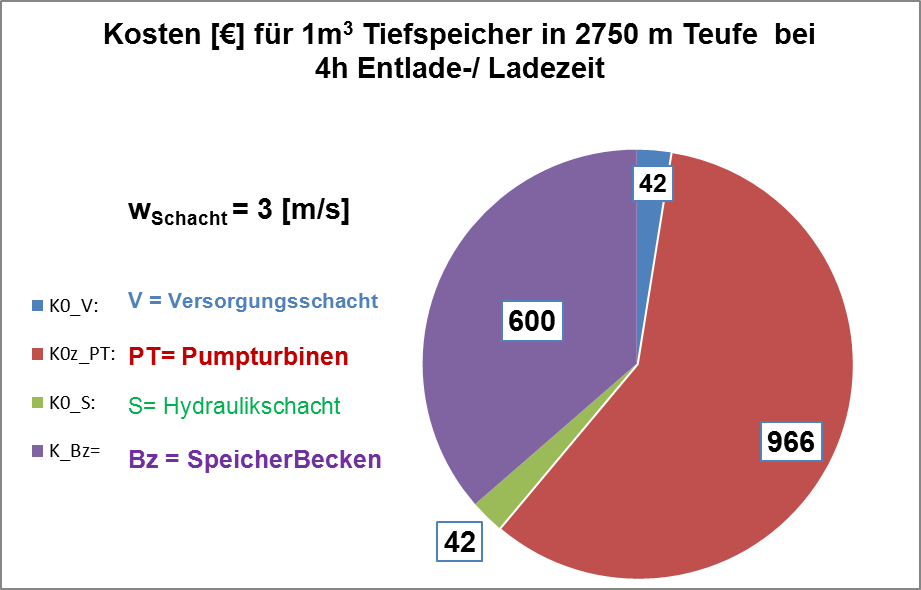 Kosten [€] für 1m³ Tiefspeicher in 2750 m Teufe bei
4h Entlade-/ Ladezeit
wSchacht = 3 [m/s]
K0_V: V = Versorgungsschacht
K0z_PT: PT= Pumpturbinen
K0_S: S= Hydraulikschacht
K_Bz= Bz = SpeicherBecken
42
600
966
42